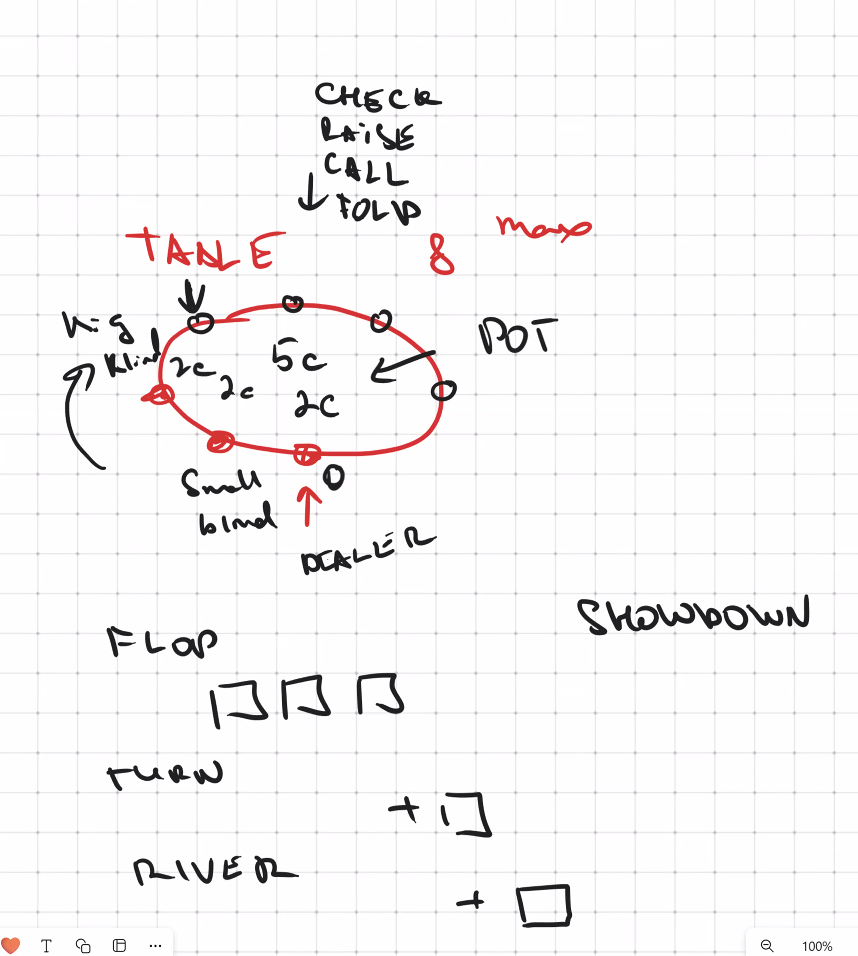 CHECK
RAISE
CALL
FOLD
TABLE
8 max
Big
blind
POT
2c
5c
2c
2c
Small
blind
DEALER
SHOWDOWN
FLOP
TURN
+
RIVER
+
100%